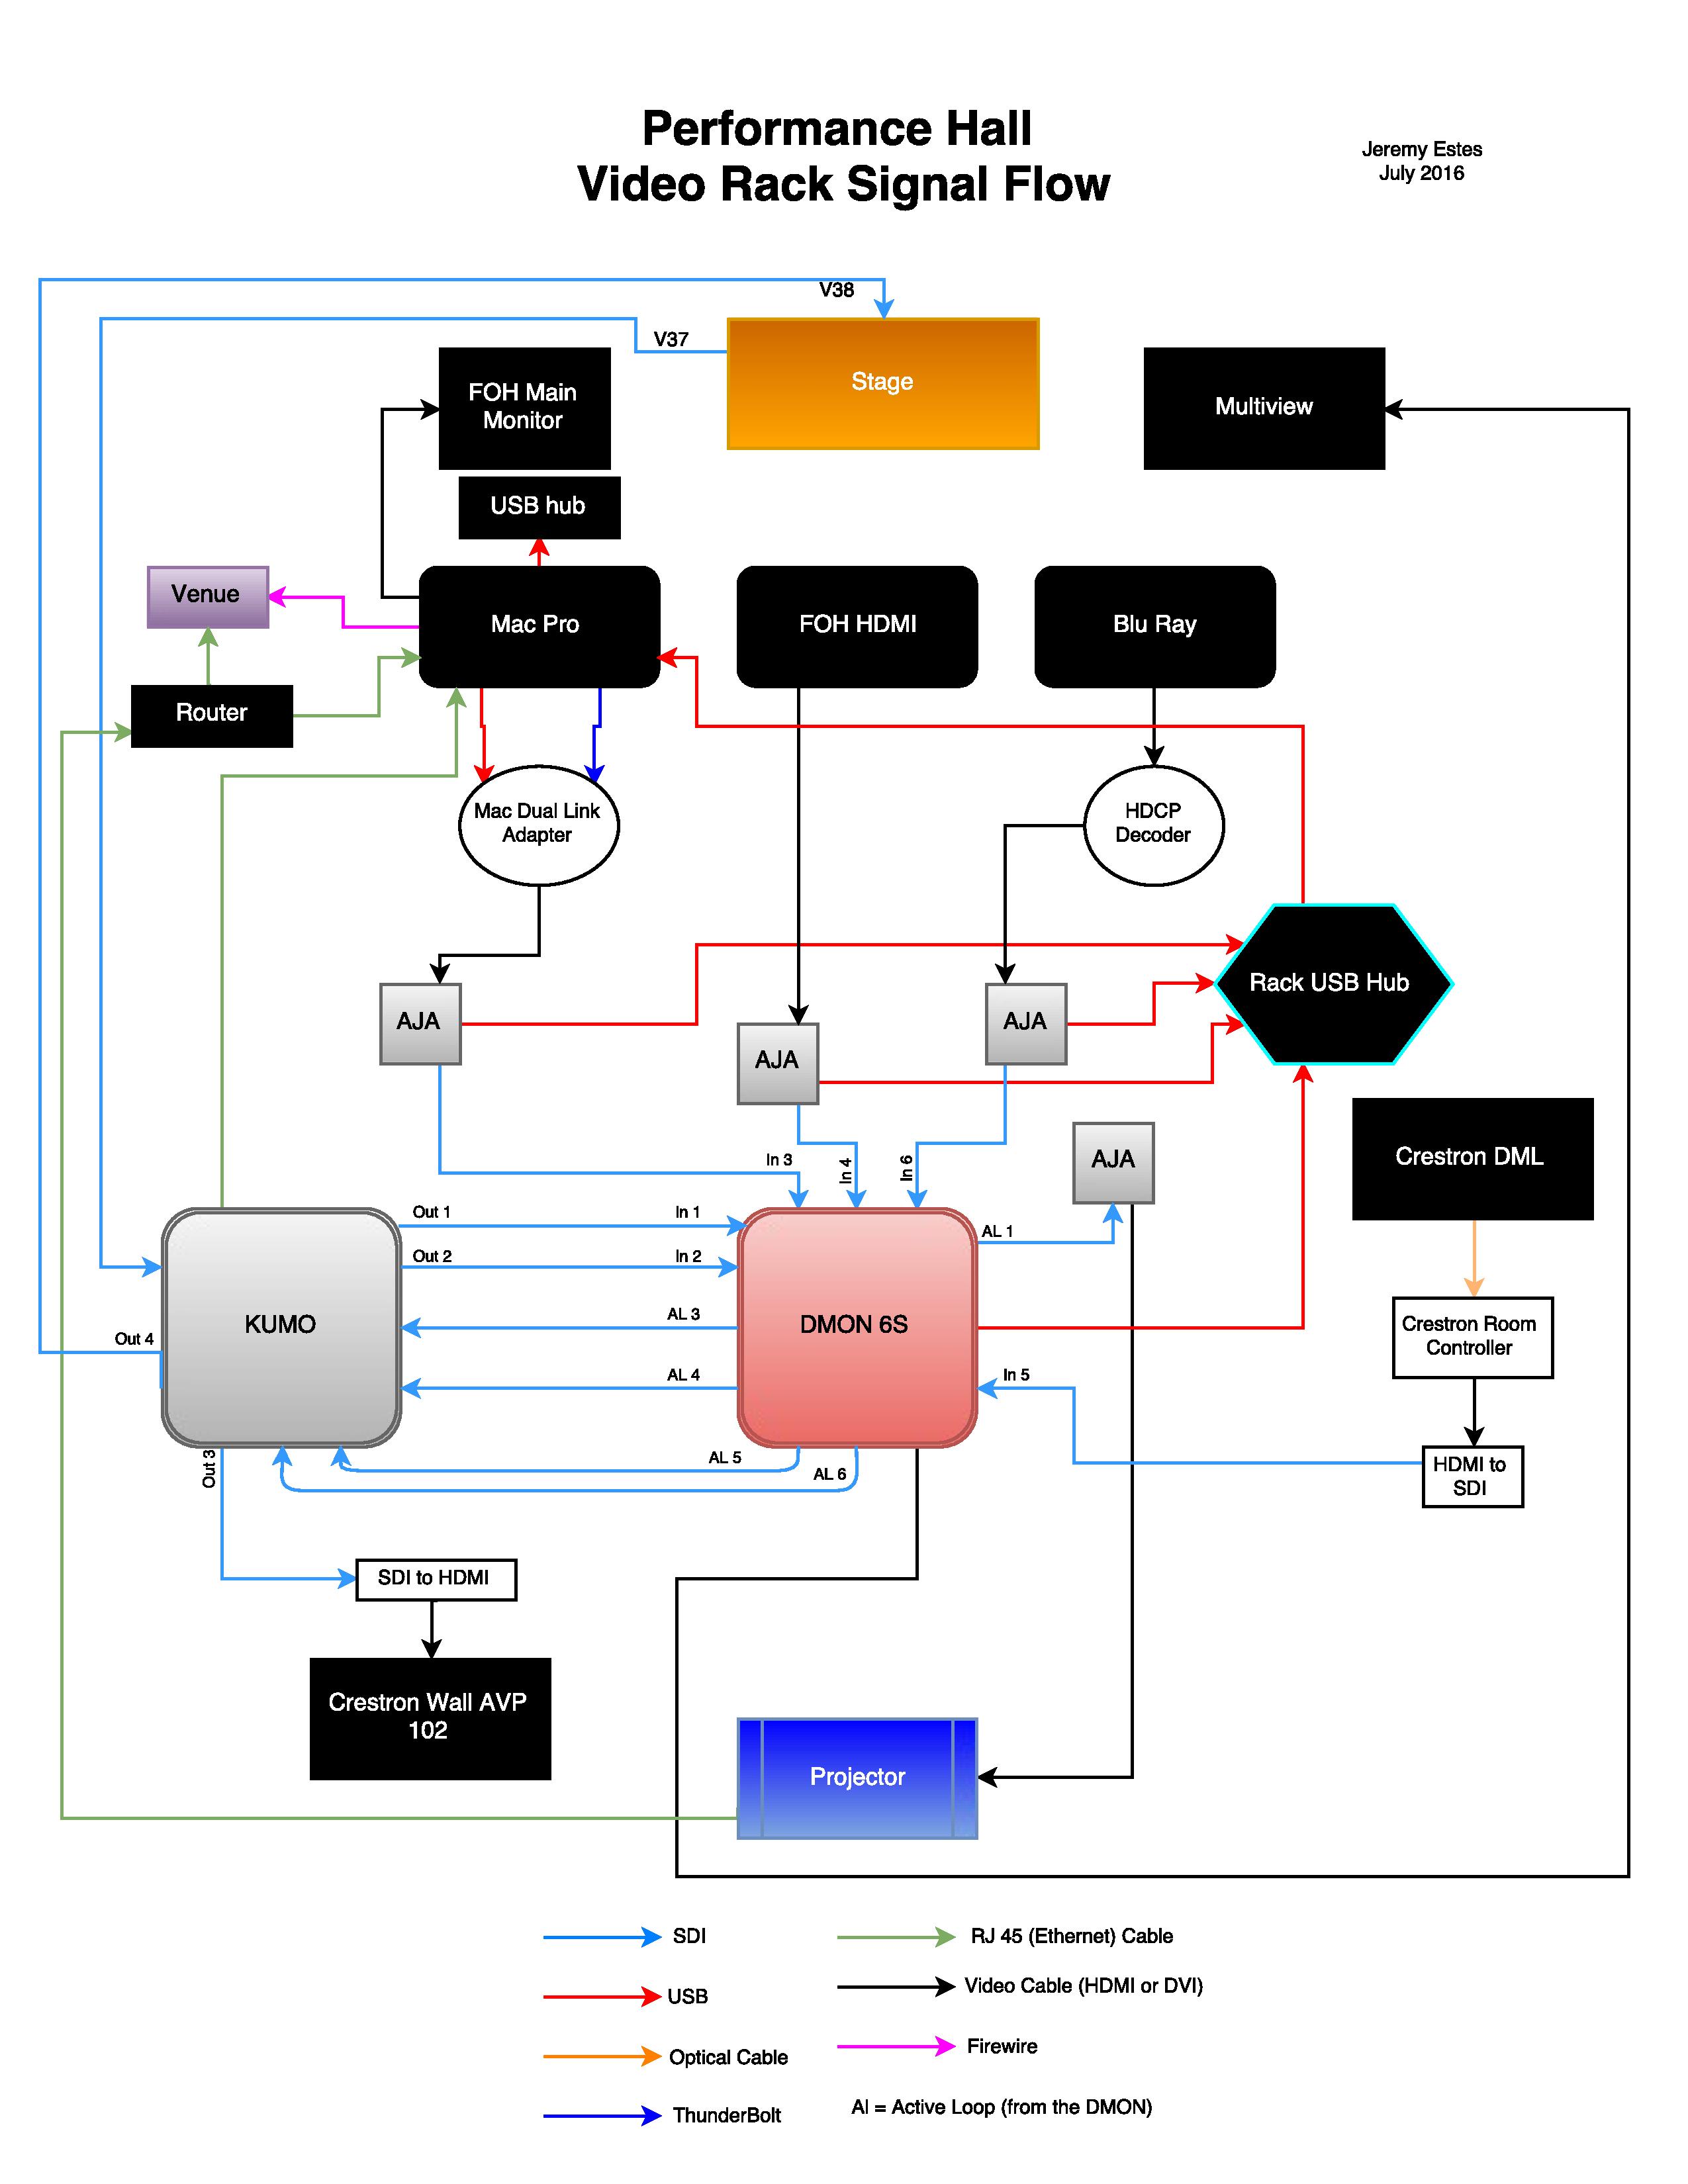 Performance Hall
Video Rack Signal Flow
Jeremy Estes
July 2016
V38
V37
Stage
FOH Main
Monitor
Multiview
USB hub
Venue
Mac Pro
FOH HDMI
Blu Ray
Router
Mac Dual Link
Adapter
HDCP
Decoder
AJA
AJA
AJA
Rack USB Hub
In 3
In 4
In 6
AJA
Crestron DML
Out 1
In 1
AL 1
Out 2
In 2
KUMO
AL 3
DMON 6S
Crestron Room
Controller
Out 4
AL 4
In 5
Out 3
AL 5
AL 6
HDMI to
SDI
SDI to HDMI
Crestron Wall AVP
102
Projector
SDI
RJ 45 (Ethernet) Cable
USB
Video Cable (HDMI or DVI)
Optical Cable
Firewire
ThunderBolt
Al = Active Loop (from the DMON)